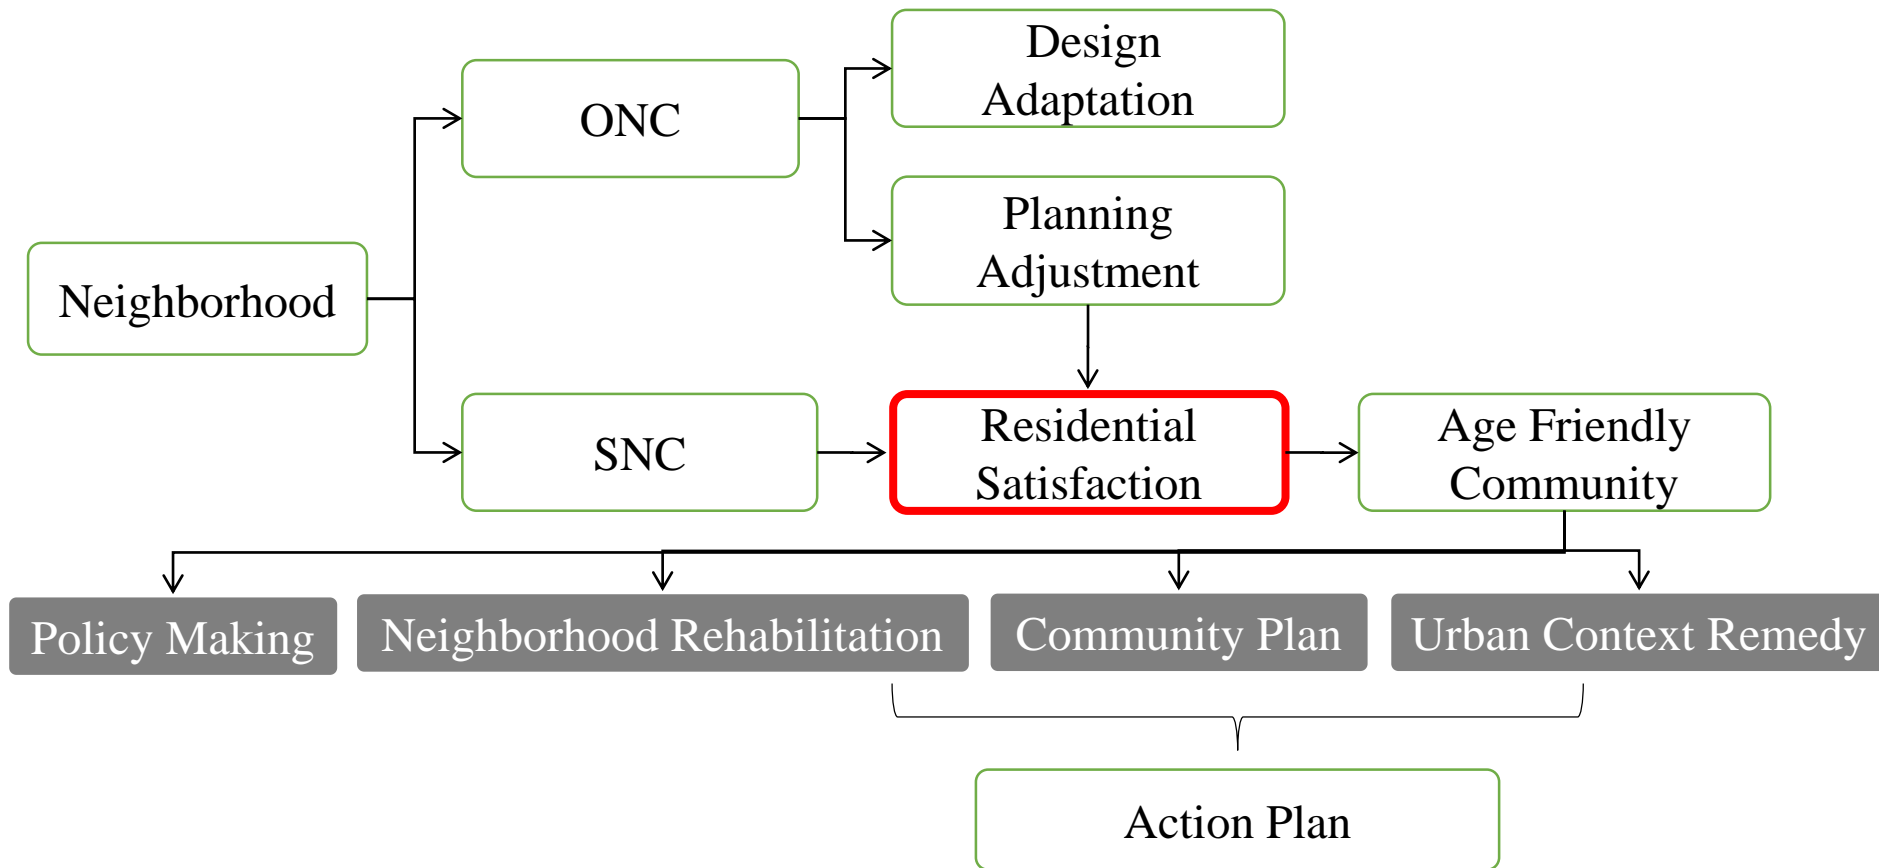 Design
Adaptation
ONC
Planning
Adjustment
Neighborhood
SNC
Residential
Satisfaction
Age Friendly
Community
Policy Making
Neighborhood Rehabilitation
Community Plan
Urban Context Remedy
Action Plan